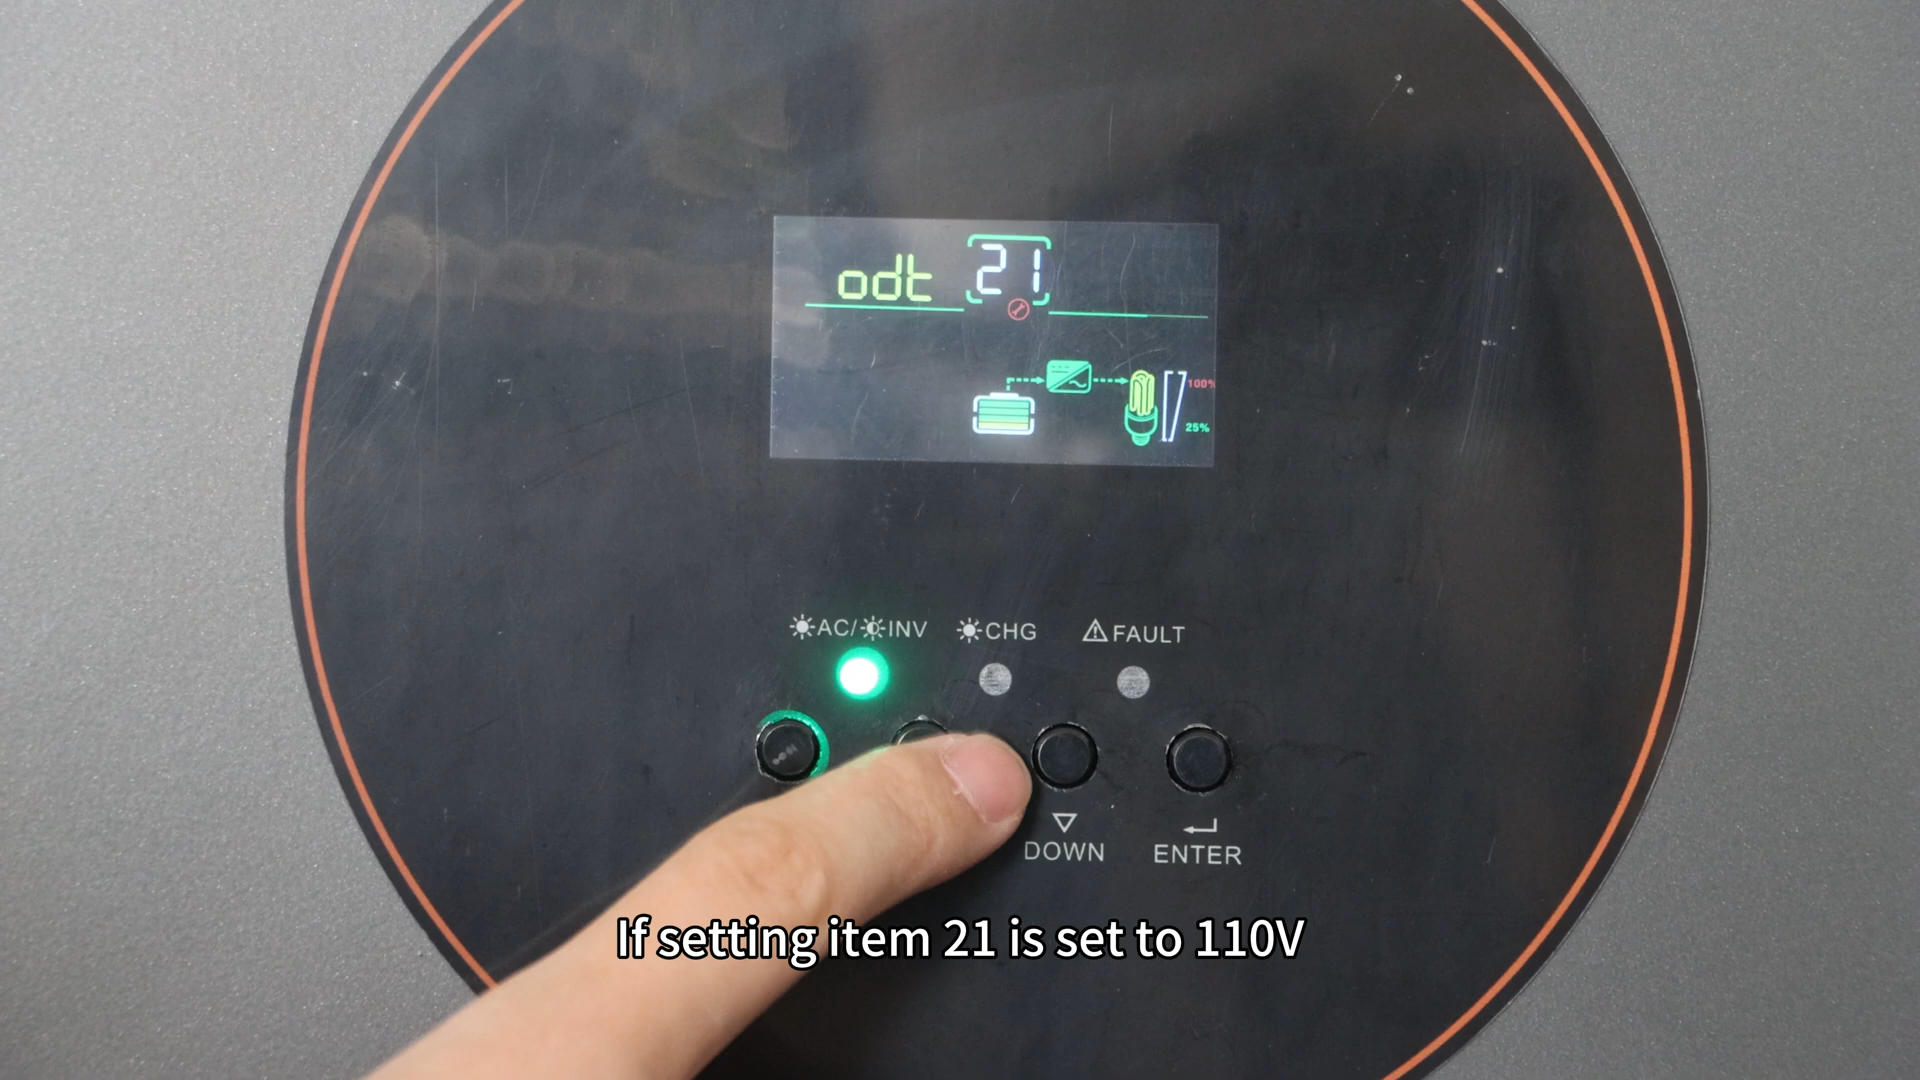 odt 21
100%
25%
AC/ INV CHG FAULT
DOWN ENTER
If setting item 21 is set to 110V